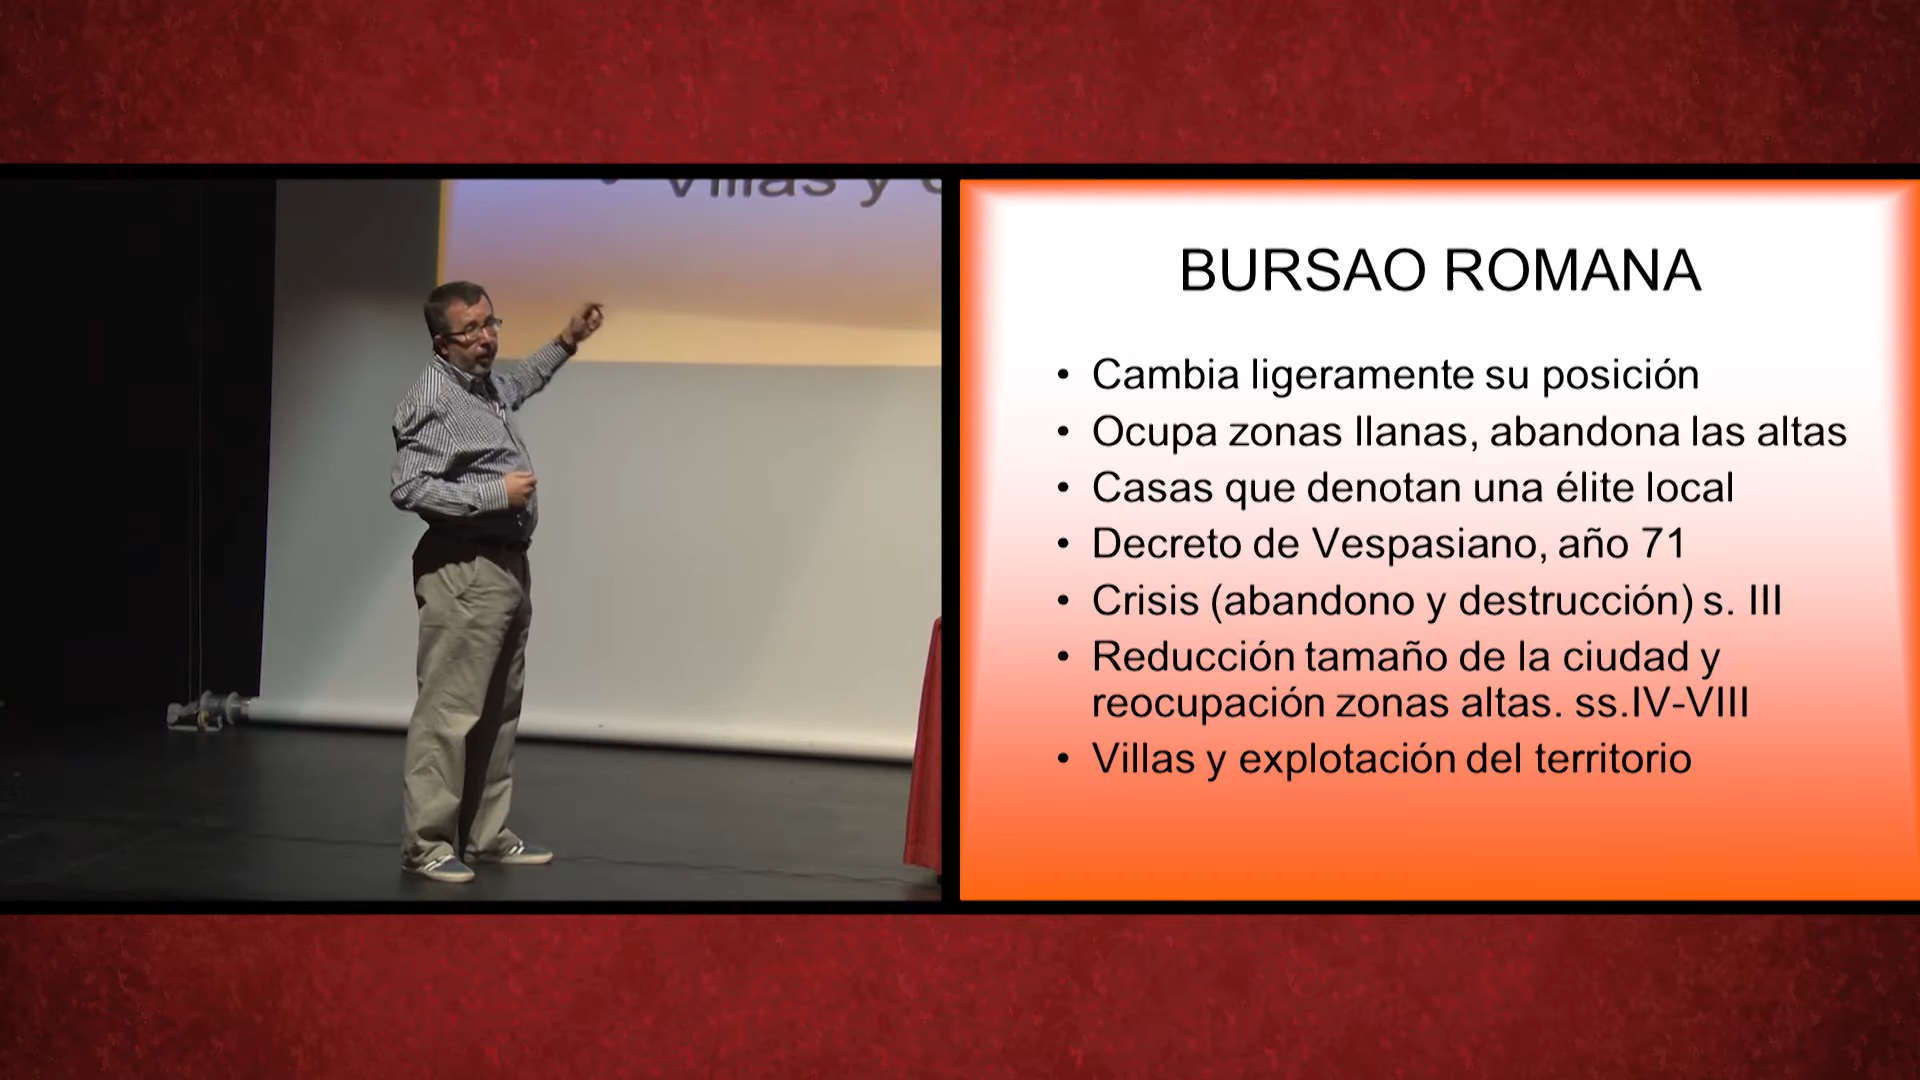 Villas y
BURSAO ROMANA
• Cambia ligeramente su posición
• Ocupa zonas llanas, abandona las altas
• Casas que denotan una élite local
• Decreto de Vespasiano, año 71
• Crisis (abandono y destrucción) s. III
• Reducción tamaño de la ciudad y
reocupación zonas altas. ss.IV-VIII
• Villas y explotación del territorio